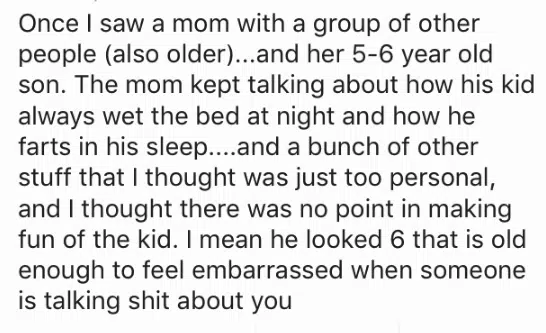 Once I saw a mom with a group of other
people (also older)...and her 5-6 year old
son. The mom kept talking about how his kid
always wet the bed at night and how he
farts in his sleep....and a bunch of other
stuff that I thought was just too personal,
and I thought there was no point in making
fun of the kid. I mean he looked 6 that is old
enough to feel embarrassed when someone
is talking shit about you